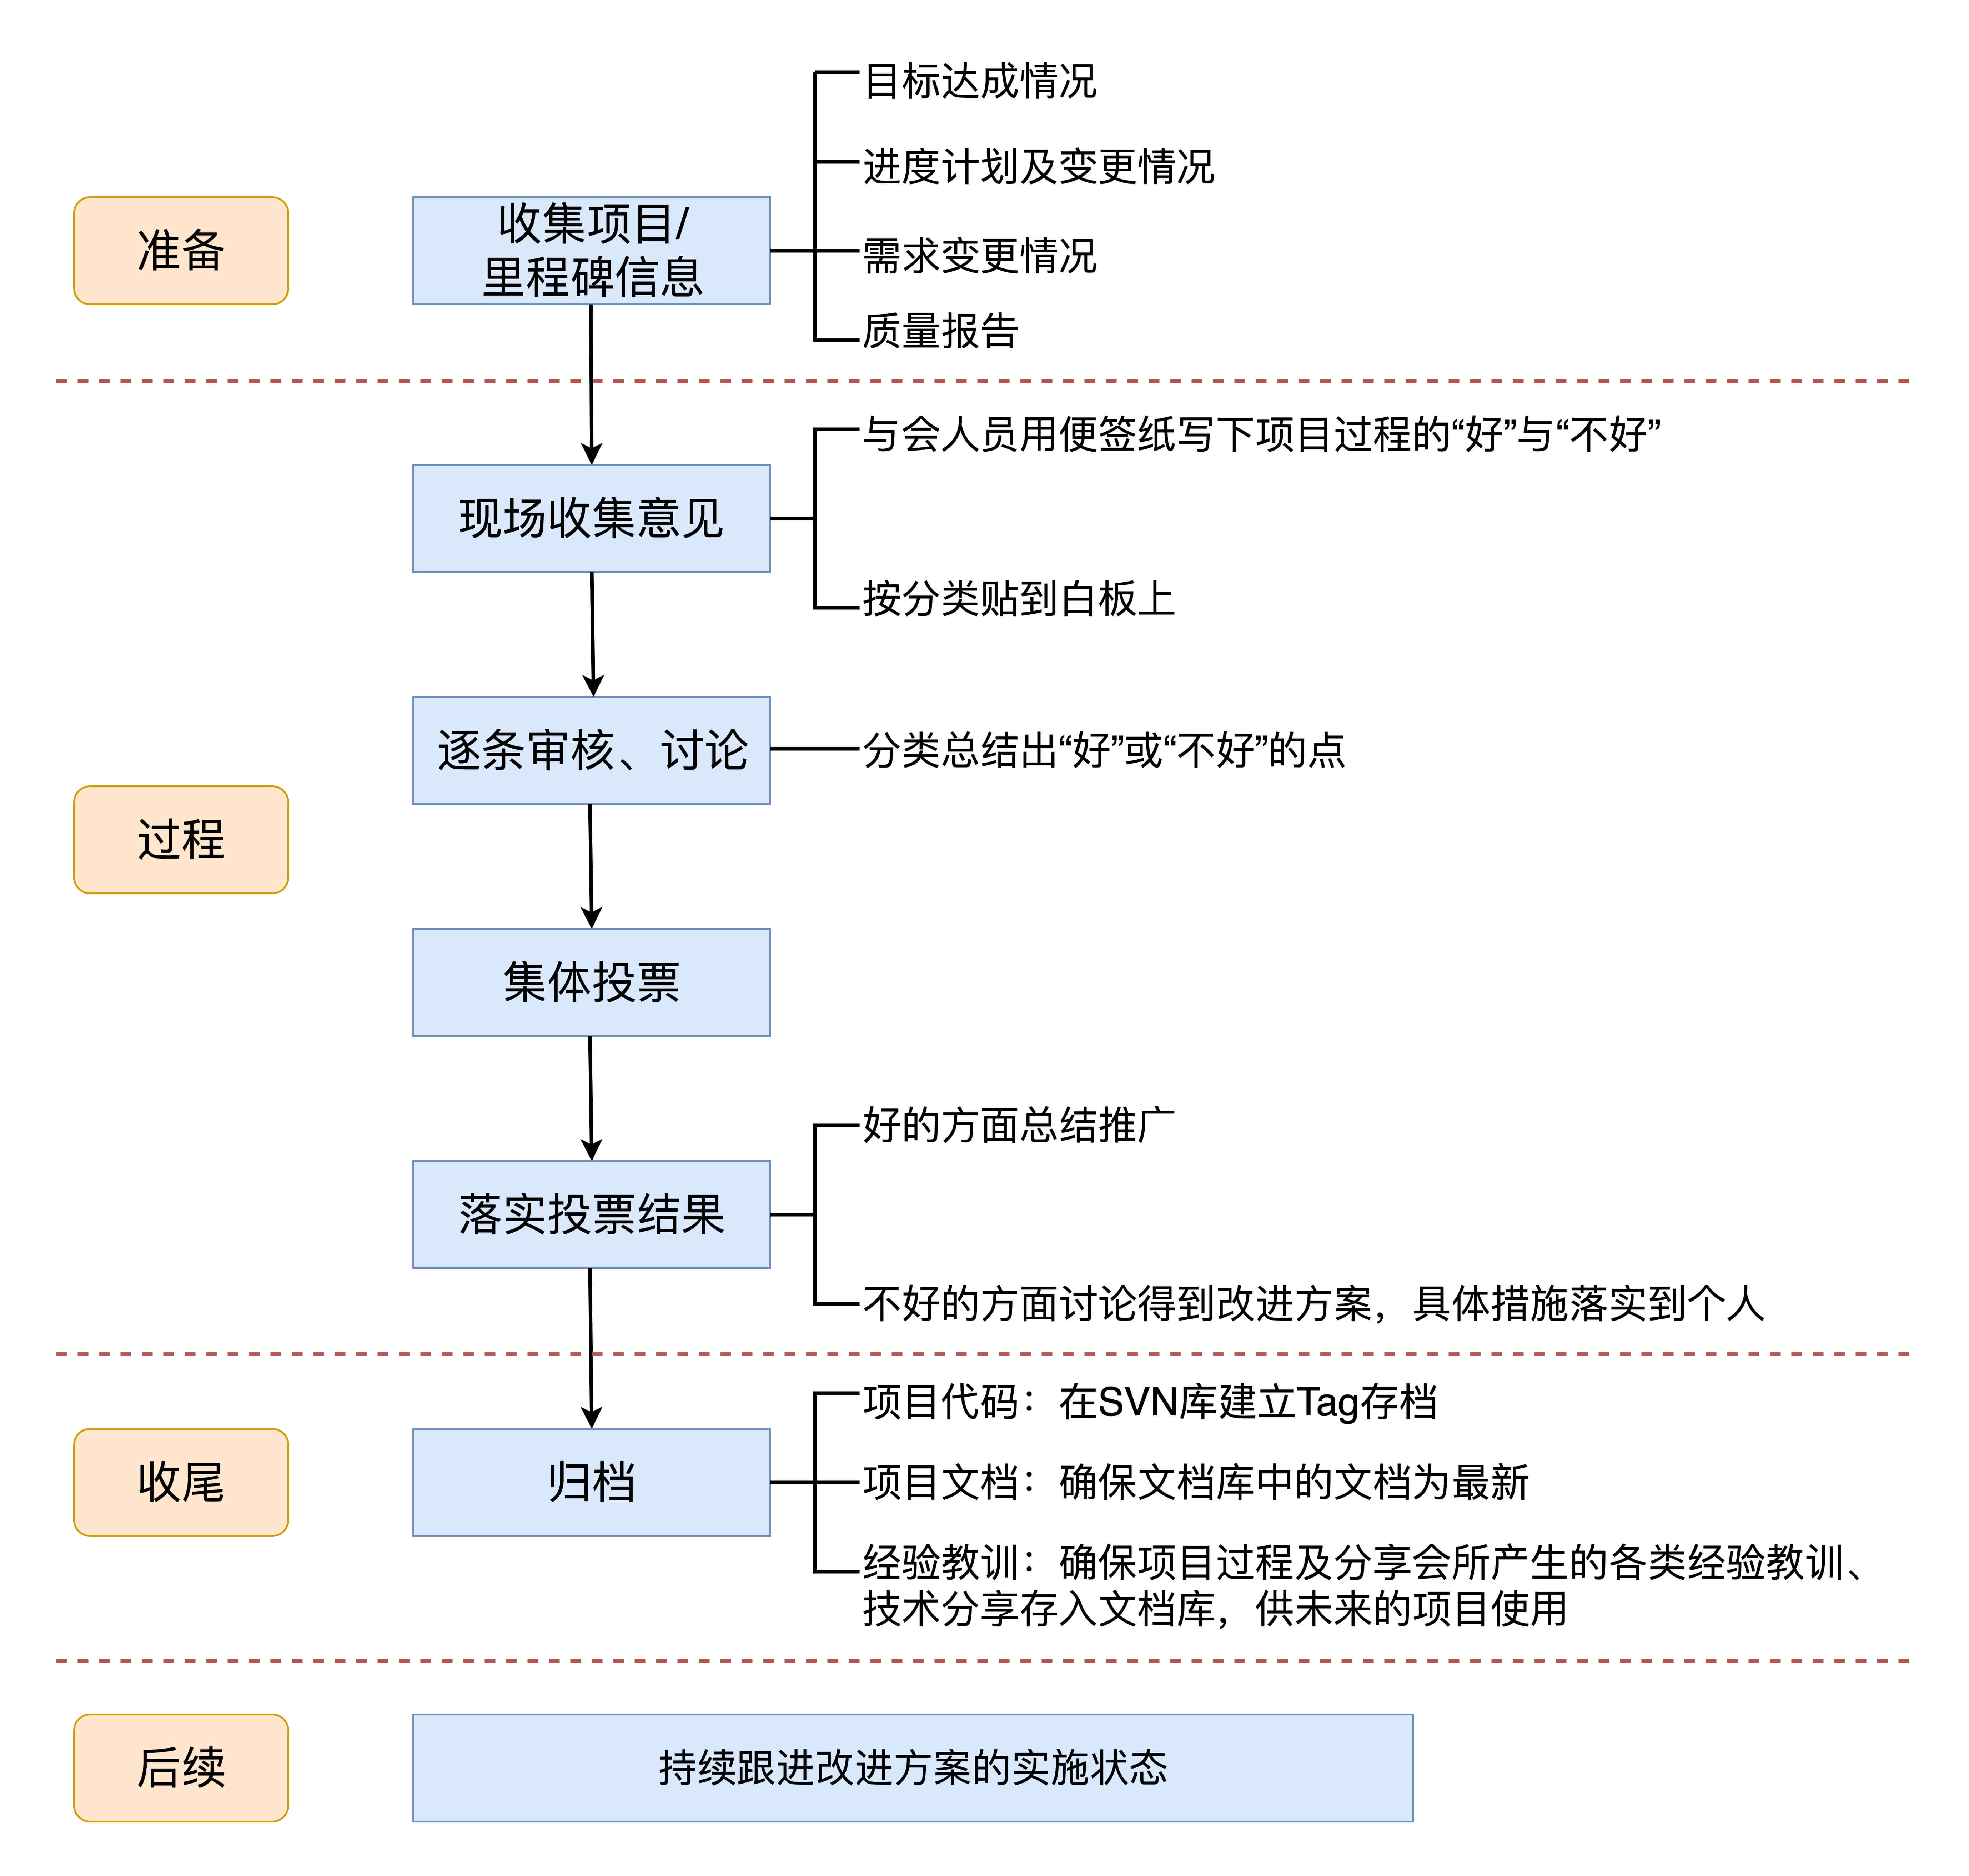 目标达成情况
进度计划及变更情况
准备
收集项目/
里程碑信息
需求变更情况
质量报告
与会人员用便签纸写下项目过程的“好”与“不好”
现场收集意见
按分类贴到白板上
逐条审核、讨论
分类总结出“好”或“不好”的点
过程
集体投票
好的方面总结推广
落实投票结果
不好的方面讨论得到改进方案，具体措施落实到个人
项目代码：在SVN库建立Tag存档
收尾
归档
项目文档：确保文档库中的文档为最新
经验教训：确保项目过程及分享会所产生的各类经验教训、
技术分享存入文档库，供未来的项目使用
后续
持续跟进改进方案的实施状态